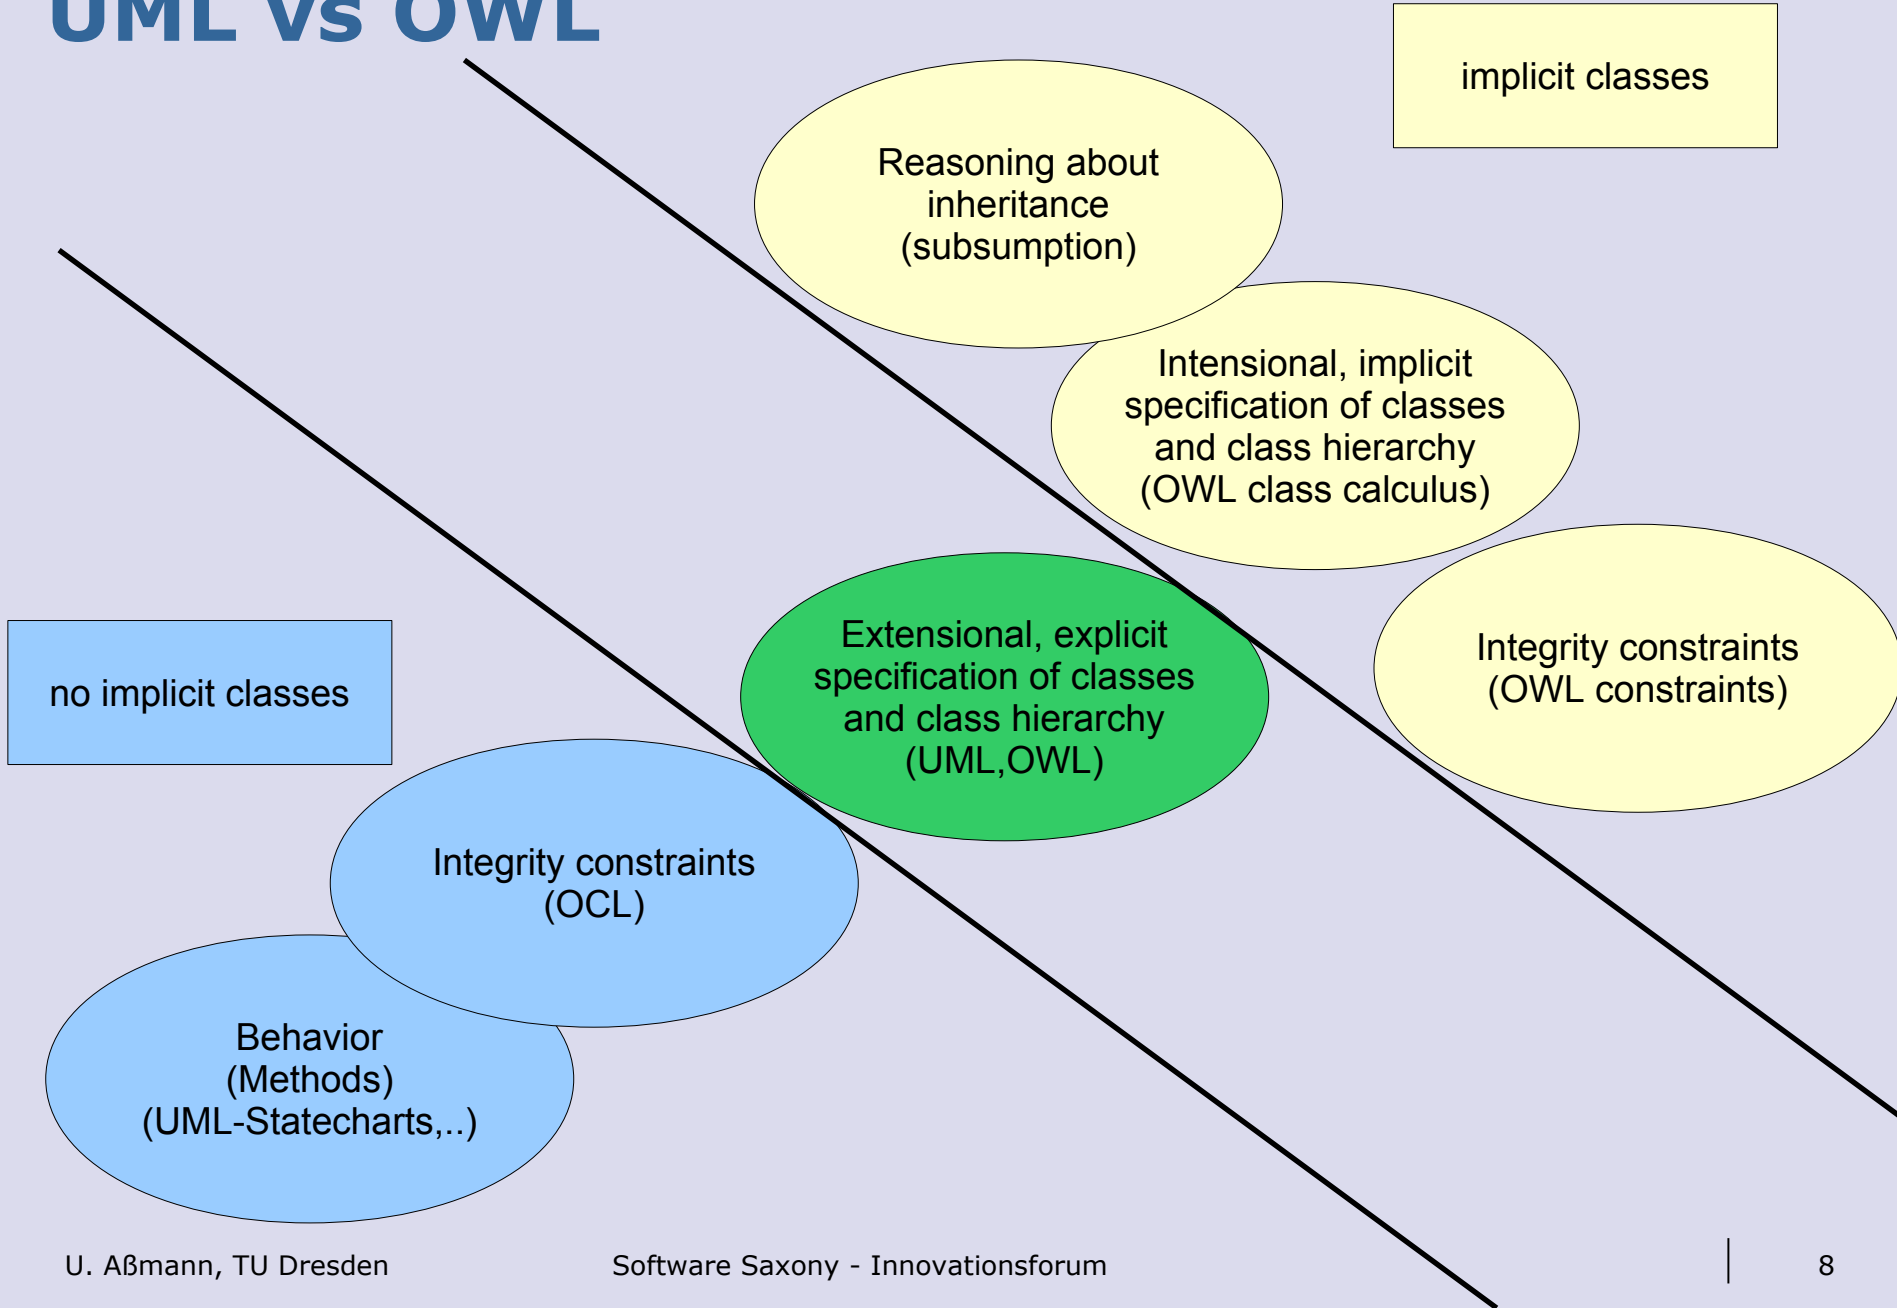 UML vs OWL
implicit classes
Reasoning about
inheritance
(subsumption)
Intensional, implicit
specification of classes
and class hierarchy
(OWL class calculus)
Extensional, explicit
specification of classes
and class hierarchy
(UML,OWL)
Integrity constraints
(OWL constraints)
no implicit classes
Integrity constraints
(OCL)
Behavior
(Methods)
(UML-Statecharts,..)
U. Aßmann, TU Dresden
Software Saxony - Innovationsforum
8